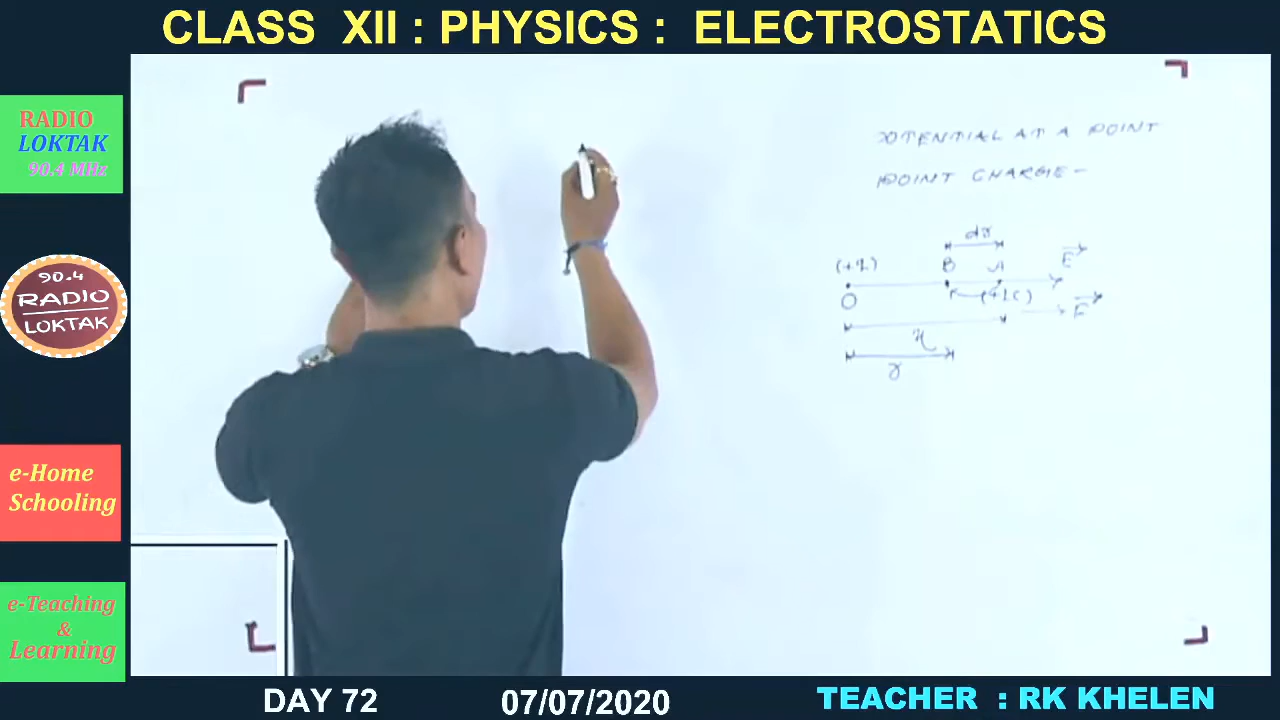 CLASS XII : PHYSICS : ELECTROSTATICS
RADIO
LOKTAK
90.4 MHz
90.4
RADIO
LOKTAK
e-Home
Schooling
e-Teaching
&
Learning
POTENTIAL AT A POINT
POINT CHARGE -
dr
(+q) B A E
O (+1C) E
x
r
DAY 72 07/07/2020 TEACHER : RK KHELEN